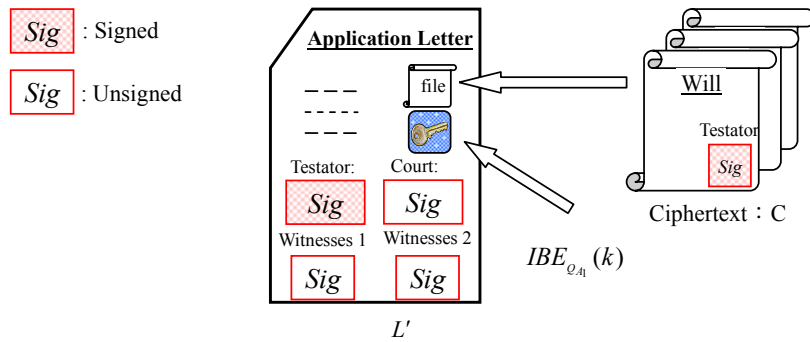 Sig : Signed
Sig : Unsigned
Application Letter
file
Testator: Court:
Sig Sig
Witnesses 1 Witnesses 2
Sig Sig
L'
Will
Testator
Sig
Ciphertext：C
IBE_{Q_{A_1}}(k)